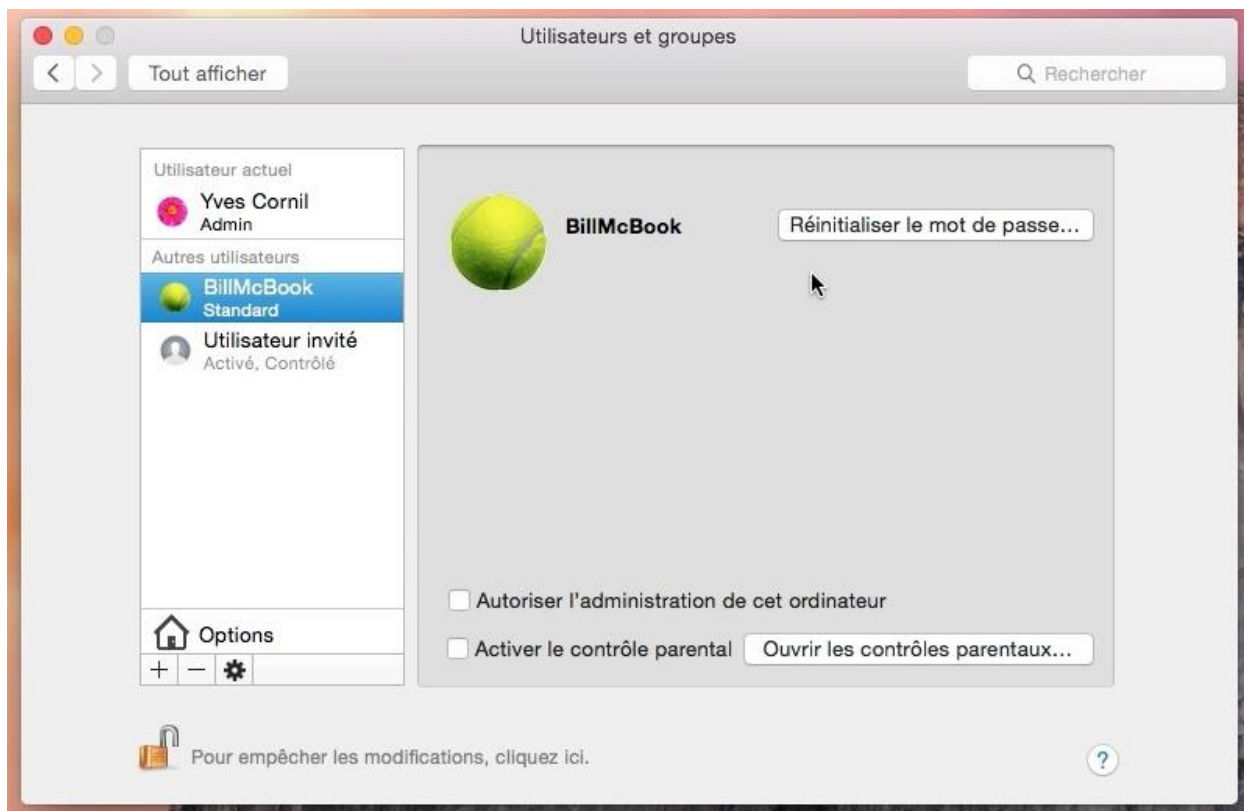 Utilisateurs et groupes
Tout afficher
Rechercher
Utilisateur actuel
Yves Cornil
Admin
Autres utilisateurs
BillMcBook
Standard
Utilisateur invité
Activé, Contrôlé
Options
BillMcBook
Réinitialiser le mot de passe...
Autoriser l'administration de cet ordinateur
Activer le contrôle parental
Ouvrir les contrôles parentaux...
Pour empêcher les modifications, cliquez ici.
?